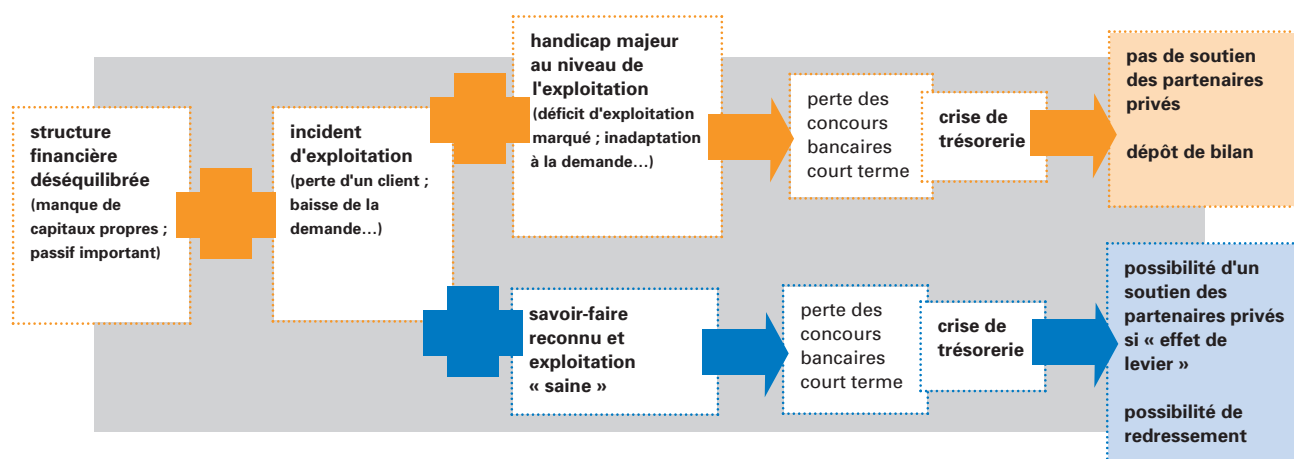 structure
financière
déséquilibrée
(manque de
capitaux propres ;
passif important)
incident
d'exploitation
(perte d'un client ;
baisse de la
demande…)
handicap majeur
au niveau de
l'exploitation
(déficit d'exploitation
marqué ; inadaptation
à la demande…)
perte des
concours
bancaires
court terme
crise de
trésorerie
pas de soutien
des partenaires
privés
dépôt de bilan
savoir-faire
reconnu et
exploitation
« saine »
perte des
concours
bancaires
court terme
crise de
trésorerie
possibilité d'un
soutien des
partenaires privés
si « effet de
levier »
possibilité de
redressement